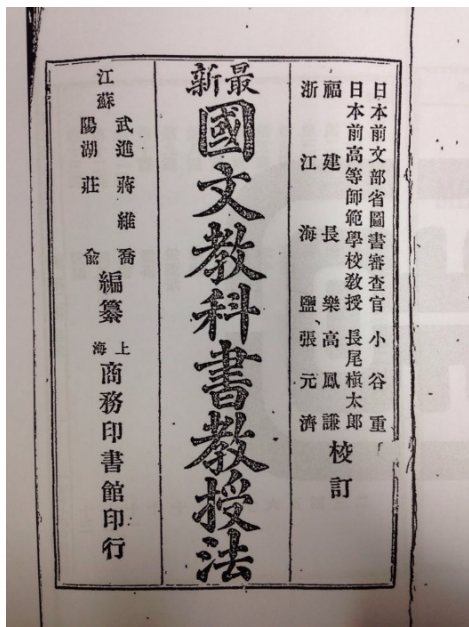 日本前文部省圖書審查官 小谷重
日本前高等師範學校教授 長尾槇太郎
福建長樂高鳳謙
浙江海鹽張元濟
校訂
最新
國文教科書教授法
江蘇
武進蔣維喬
陽湖莊俞
編纂
上海
商務印書館印行